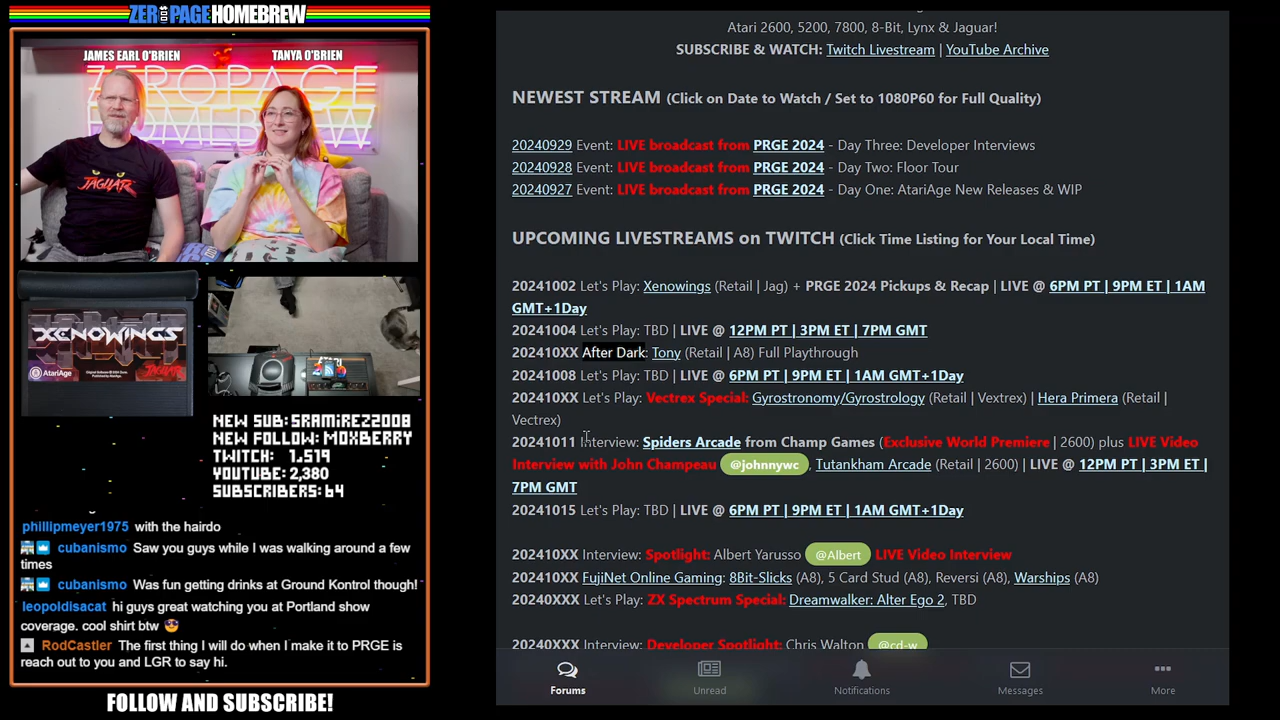 ZEROPAGE HOMEBREW
JAMES EARL O'BRIEN
TANYA O'BRIEN
ZEROPAGE
HOMEBREW
JAGUAR
XENOWINGS
AtariAge
JAGUAR
NEW SUB: SRAMIREZ2008
NEW FOLLOW: MOXBERRY
TWITCH: 1,519
YOUTUBE: 2,380
SUBSCRIBERS: 64
phillipmeyer1975 with the hairdo
cubanismo Saw you guys while I was walking around a few
times
cubanismo Was fun getting drinks at Ground Kontrol though!
leopoldisacat hi guys great watching you at Portland show
coverage. cool shirt btw 😎
RodCastler The first thing I will do when I make it to PRGE is
reach out to you and LGR to say hi.
FOLLOW AND SUBSCRIBE!
Atari 2600, 5200, 7800, 8-Bit, Lynx & Jaguar!
SUBSCRIBE & WATCH: Twitch Livestream | YouTube Archive
NEWEST STREAM (Click on Date to Watch / Set to 1080P60 for Full Quality)
20240929 Event: LIVE broadcast from PRGE 2024 - Day Three: Developer Interviews
20240928 Event: LIVE broadcast from PRGE 2024 - Day Two: Floor Tour
20240927 Event: LIVE broadcast from PRGE 2024 - Day One: AtariAge New Releases & WIP
UPCOMING LIVESTREAMS on TWITCH (Click Time Listing for Your Local Time)
20241002 Let's Play: Xenowings (Retail | Jag) + PRGE 2024 Pickups & Recap | LIVE @ 6PM PT | 9PM ET | 1AM
GMT+1Day
20241004 Let's Play: TBD | LIVE @ 12PM PT | 3PM ET | 7PM GMT
202410XX After Dark: Tony (Retail | A8) Full Playthrough
20241008 Let's Play: TBD | LIVE @ 6PM PT | 9PM ET | 1AM GMT+1Day
202410XX Let's Play: Vectrex Special: Gyrostronomy/Gyrostrology (Retail | Vextrex) | Hera Primera (Retail |
Vectrex)
20241011 Interview: Spiders Arcade from Champ Games (Exclusive World Premiere | 2600) plus LIVE Video
Interview with John Champeau @johnnywc, Tutankham Arcade (Retail | 2600) | LIVE @ 12PM PT | 3PM ET |
7PM GMT
20241015 Let's Play: TBD | LIVE @ 6PM PT | 9PM ET | 1AM GMT+1Day
202410XX Interview: Spotlight: Albert Yarusso @Albert LIVE Video Interview
202410XX FujiNet Online Gaming: 8Bit-Slicks (A8), 5 Card Stud (A8), Reversi (A8), Warships (A8)
20240XXX Let's Play: ZX Spectrum Special: Dreamwalker: Alter Ego 2, TBD
20240XXX Interview: Developer Spotlight: Chris Walton @cd-w
Forums
Unread
Notifications
Messages
More